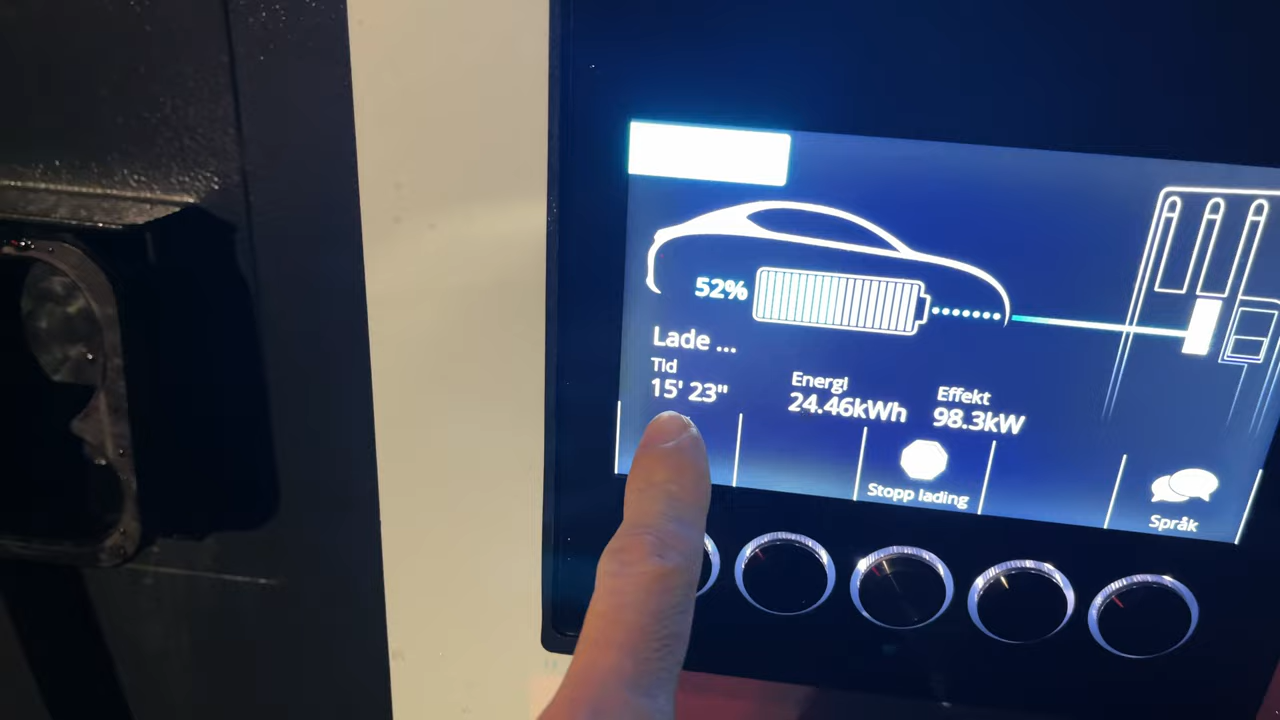 52%
Lade ...
Tid
15' 23"
Energi
24.46kWh
Effekt
98.3kW
Stopp lading
Språk